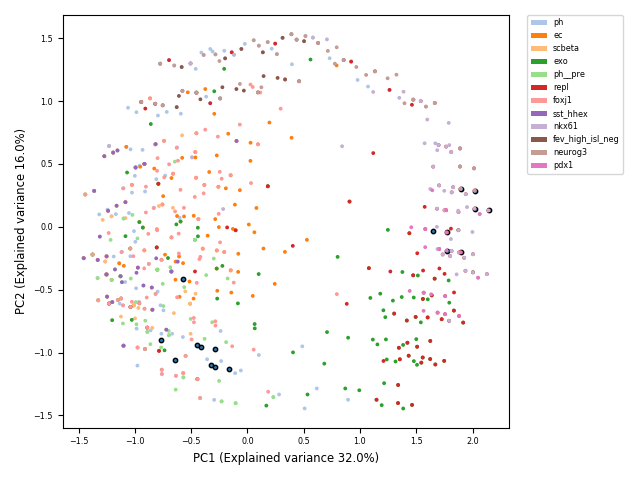 1.5
1.0
0.5
0.0
−0.5
−1.0
−1.5
PC2 (Explained variance 16.0%)
−1.5
−1.0
−0.5
0.0
0.5
1.0
1.5
2.0
PC1 (Explained variance 32.0%)
ph
ec
scbeta
exo
ph__pre
repl
foxj1
sst_hhex
nkx61
fev_high_isl_neg
neurog3
pdx1